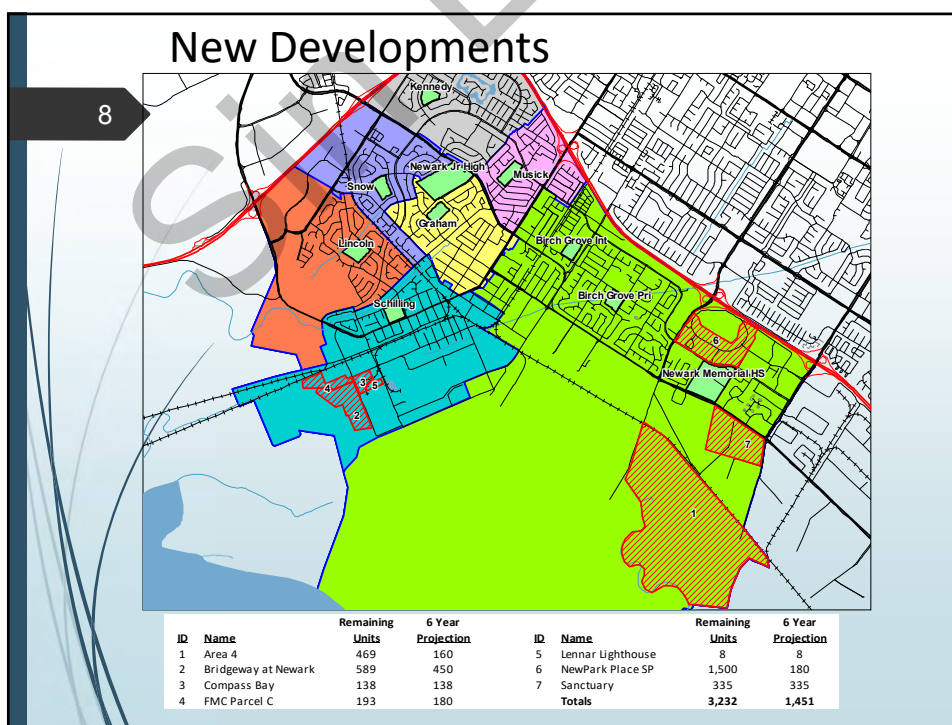 New Developments
8
Kennedy
Newark Jr High
Musick
Snow
Graham
Lincoln
Birch Grove Int
Birch Grove Pri
Schilling
6
Newark Memorial HS
3
5
4
2
7
1
Remaining 6 Year Remaining 6 Year
ID Name Units Projection ID Name Units Projection
1 Area 4 469 160 5 Lennar Lighthouse 8 8
2 Bridgeway at Newark 589 450 6 NewPark Place SP 1,500 180
3 Compass Bay 138 138 7 Sanctuary 335 335
4 FMC Parcel C 193 180 Totals 3,232 1,451